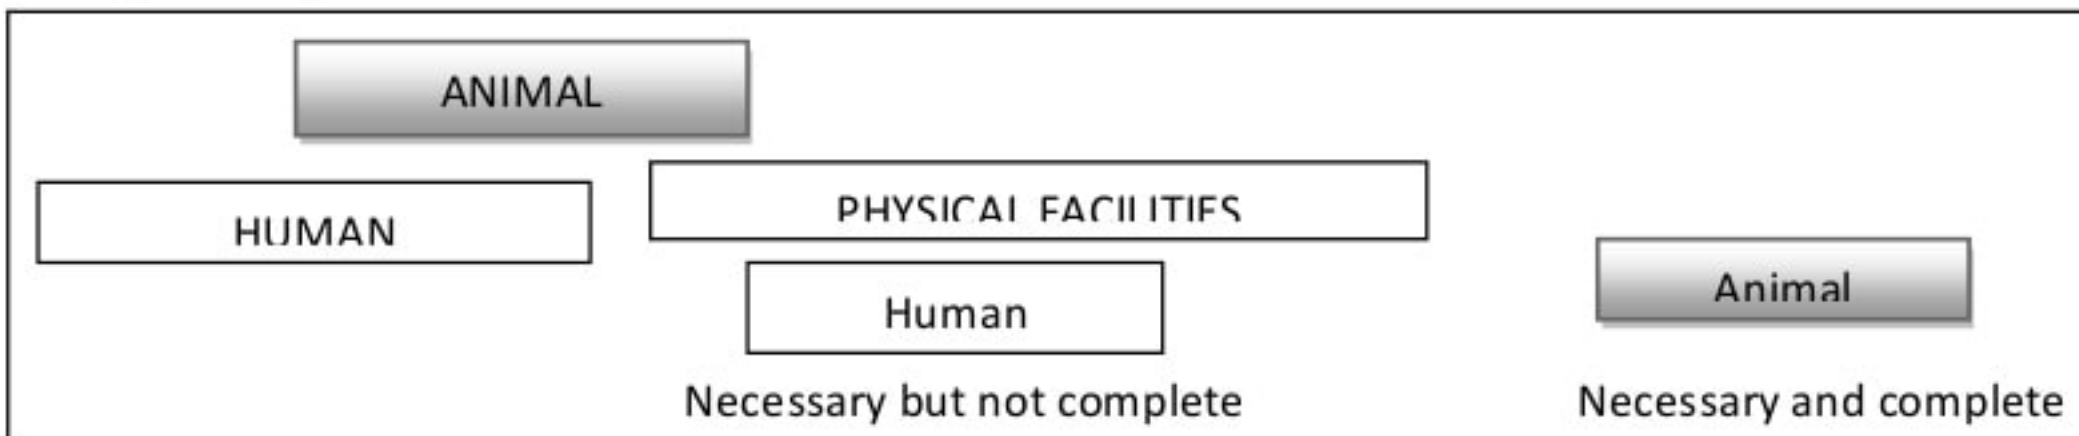 ANIMAL
PHYSICAL FACILITIES
HUMAN
Animal
Human
Necessary but not complete
Necessary and complete